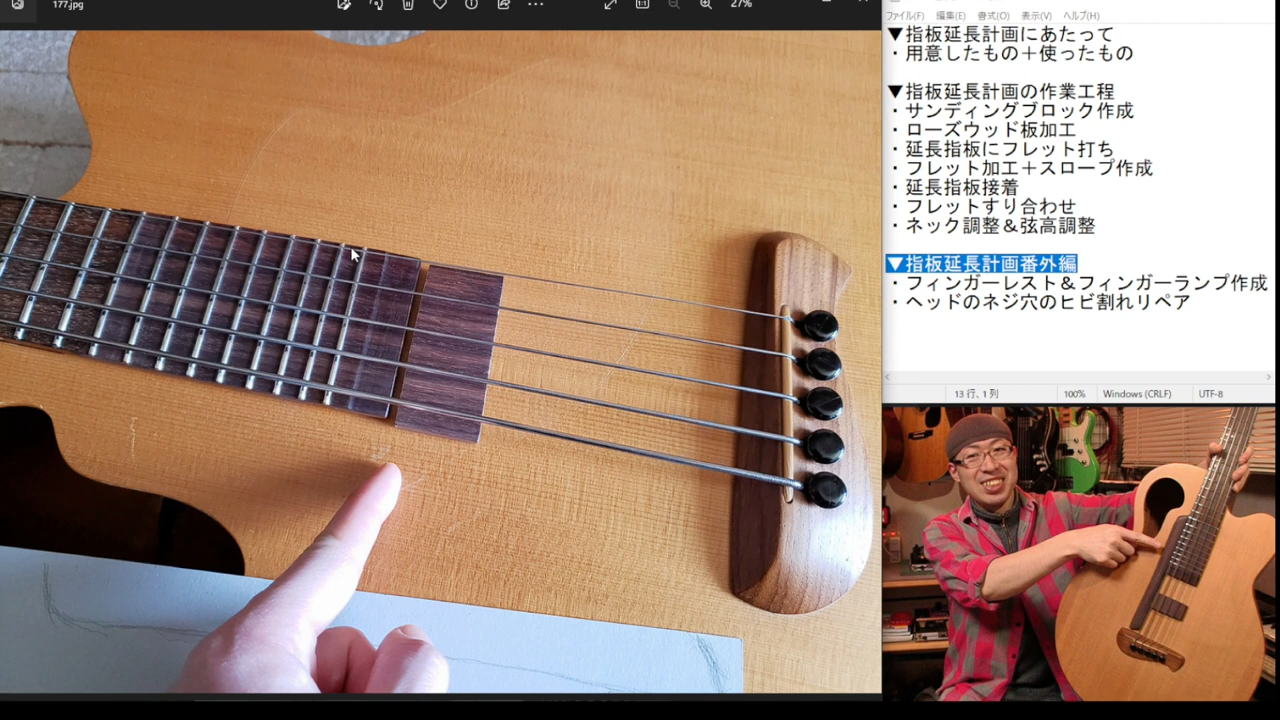 177.jpg
27%
ファイル(F) 編集(E) 書式(O) 表示(V) ヘルプ(H)
▼指板延長計画にあたって
・用意したもの＋使ったもの
▼指板延長計画の作業工程
・サンディングブロック作成
・ローズウッド板加工
・延長指板にフレット打ち
・フレット加工＋スロープ作成
・延長指板接着
・フレットすり合わせ
・ネック調整＆弦高調整
▼指板延長計画番外編
・フィンガーレスト＆フィンガーランプ作成
・ヘッドのネジ穴のヒビ割れリペア
13 行、1 列 100% Windows (CRLF) UTF-8